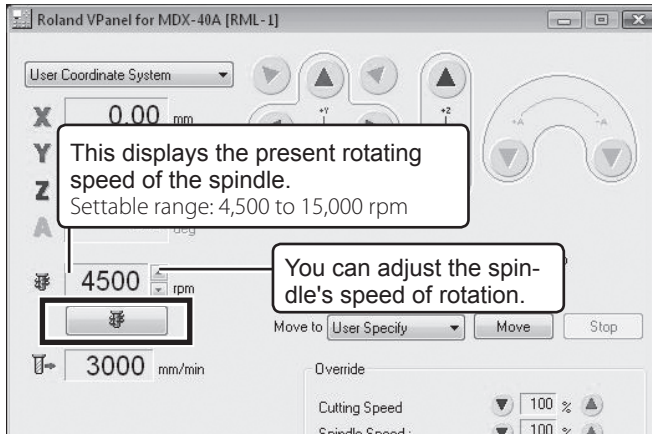 Roland VPanel for MDX-40A [RML-1]
User Coordinate System
X 0.00 mm
+Y
+Z
+A
-A
Y
Z
A deg
This displays the present rotating
speed of the spindle.
Settable range: 4,500 to 15,000 rpm
4500 rpm
You can adjust the spin-
dle's speed of rotation.
Move to User Specify Move Stop
3000 mm/min
Override
Cutting Speed 100 %
Spindle Speed : 100 %